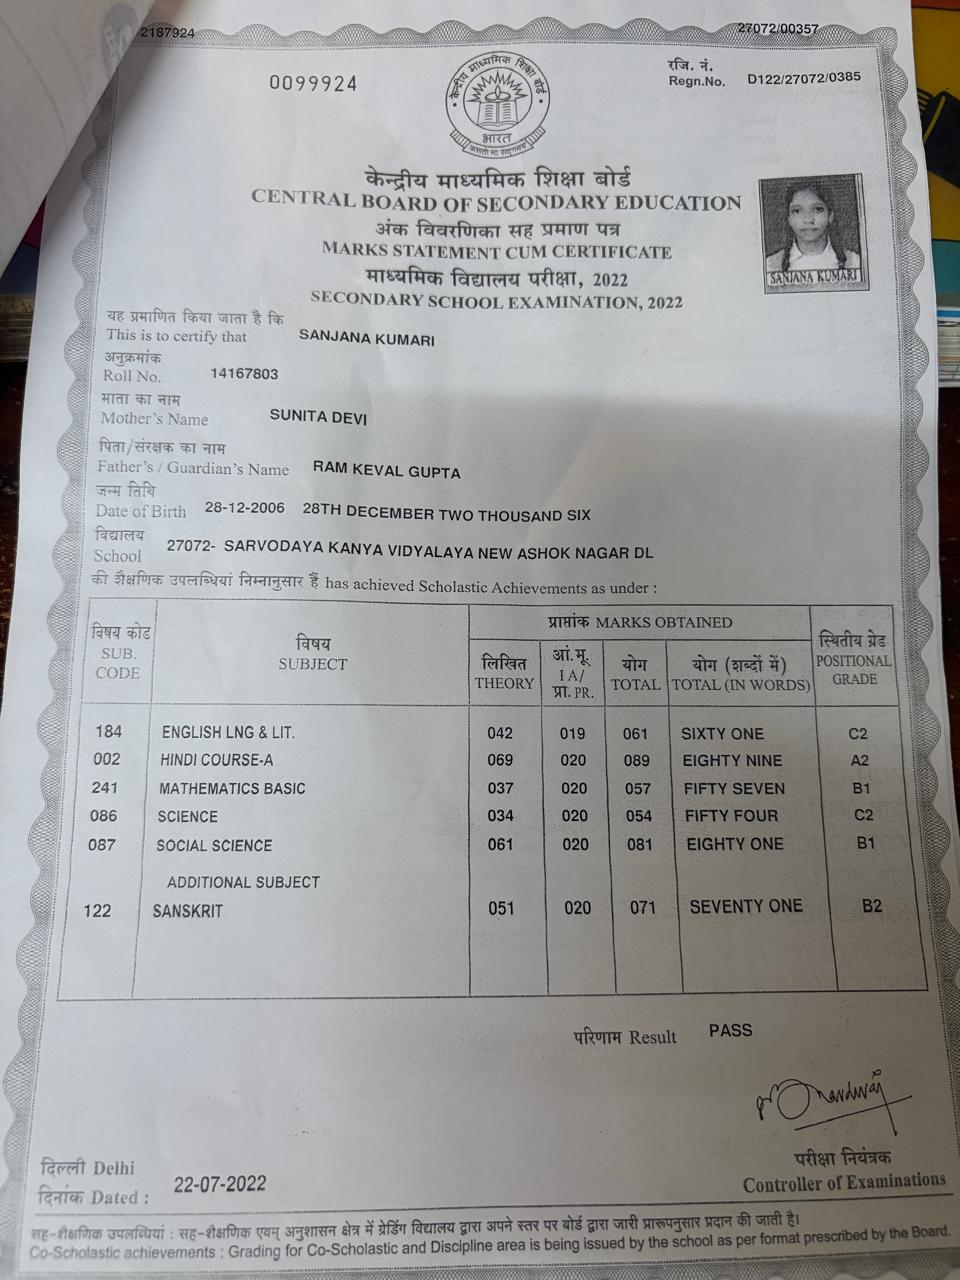 2187924
27072/00357
0099924
रजि. नं.
Regn.No. D122/27072/0385
केन्द्रीय माध्यमिक शिक्षा बोर्ड
भारत
असतो मा सद्गमय
केन्द्रीय माध्यमिक शिक्षा बोर्ड
CENTRAL BOARD OF SECONDARY EDUCATION
अंक विवरणिका सह प्रमाण पत्र
MARKS STATEMENT CUM CERTIFICATE
माध्यमिक विद्यालय परीक्षा, 2022
SECONDARY SCHOOL EXAMINATION, 2022
SANJANA KUMARI
यह प्रमाणित किया जाता है कि
This is to certify that SANJANA KUMARI
अनुक्रमांक
Roll No. 14167803
माता का नाम
Mother's Name SUNITA DEVI
पिता/संरक्षक का नाम
Father's / Guardian's Name RAM KEVAL GUPTA
जन्म तिथि
Date of Birth 28-12-2006 28TH DECEMBER TWO THOUSAND SIX
विद्यालय
School 27072- SARVODAYA KANYA VIDYALAYA NEW ASHOK NAGAR DL
की शैक्षणिक उपलब्धियां निम्नानुसार हैं has achieved Scholastic Achievements as under :
विषय कोड
SUB.
CODE
विषय
SUBJECT
प्राप्तांक MARKS OBTAINED
लिखित
THEORY
आं.मू.
I A/
प्रा. PR.
योग
TOTAL
योग (शब्दों में)
TOTAL (IN WORDS)
स्थितीय ग्रेड
POSITIONAL
GRADE
184 ENGLISH LNG & LIT. 042 019 061 SIXTY ONE C2
002 HINDI COURSE-A 069 020 089 EIGHTY NINE A2
241 MATHEMATICS BASIC 037 020 057 FIFTY SEVEN B1
086 SCIENCE 034 020 054 FIFTY FOUR C2
087 SOCIAL SCIENCE 061 020 081 EIGHTY ONE B1
ADDITIONAL SUBJECT
122 SANSKRIT 051 020 071 SEVENTY ONE B2
परिणाम Result PASS
परीक्षा नियंत्रक
Controller of Examinations
दिल्ली Delhi
दिनांक Dated : 22-07-2022
सह-शैक्षणिक उपलब्धियां : सह-शैक्षणिक एवम् अनुशासन क्षेत्र में ग्रेडिंग विद्यालय द्वारा अपने स्तर पर बोर्ड द्वारा जारी प्रारूपनुसार प्रदान की जाती है।
Co-Scholastic achievements : Grading for Co-Scholastic and Discipline area is being issued by the school as per format prescribed by the Board.